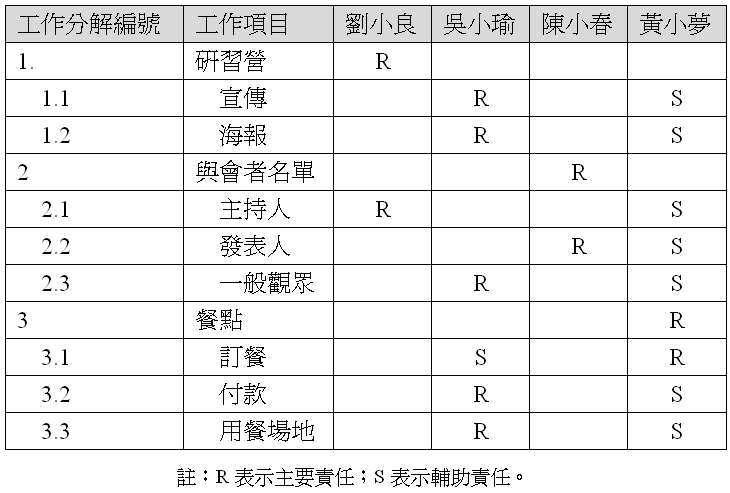 工作分解編號 工作項目 劉小良 吳小瑜 陳小春 黃小夢
1. 研習營 R
1.1 宣傳 R S
1.2 海報 R S
2 與會者名單 R
2.1 主持人 R S
2.2 發表人 R S
2.3 一般觀眾 R S
3 餐點 R
3.1 訂餐 S R
3.2 付款 R S
3.3 用餐場地 R S
註：R 表示主要責任；S 表示輔助責任。